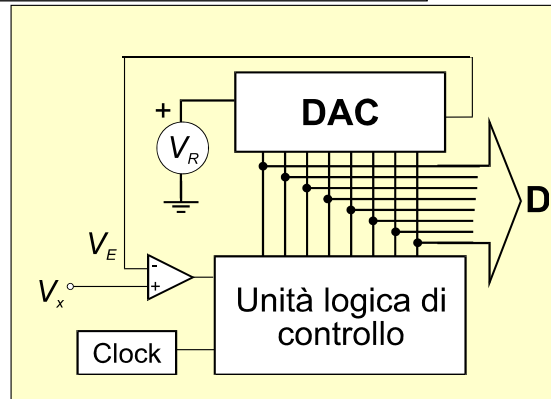 DAC
+
V_R
D
V_E
V_x
-
+
Unità logica di
controllo
Clock